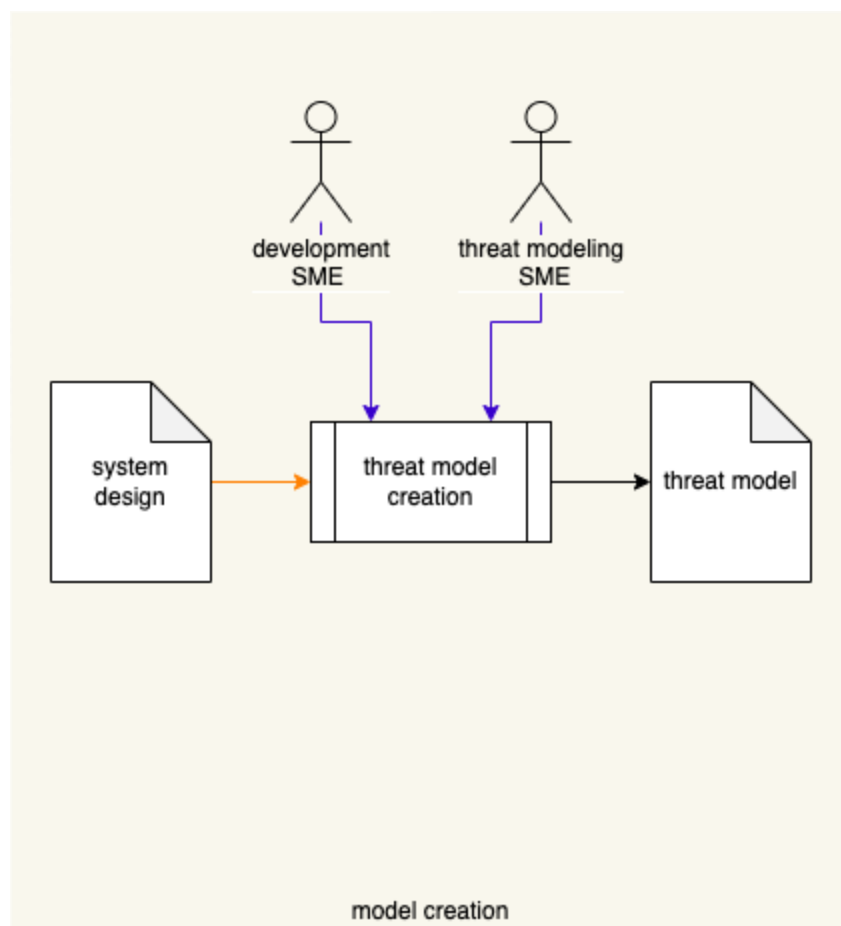 development
SME
threat modeling
SME
system
design
threat model
creation
threat model
model creation